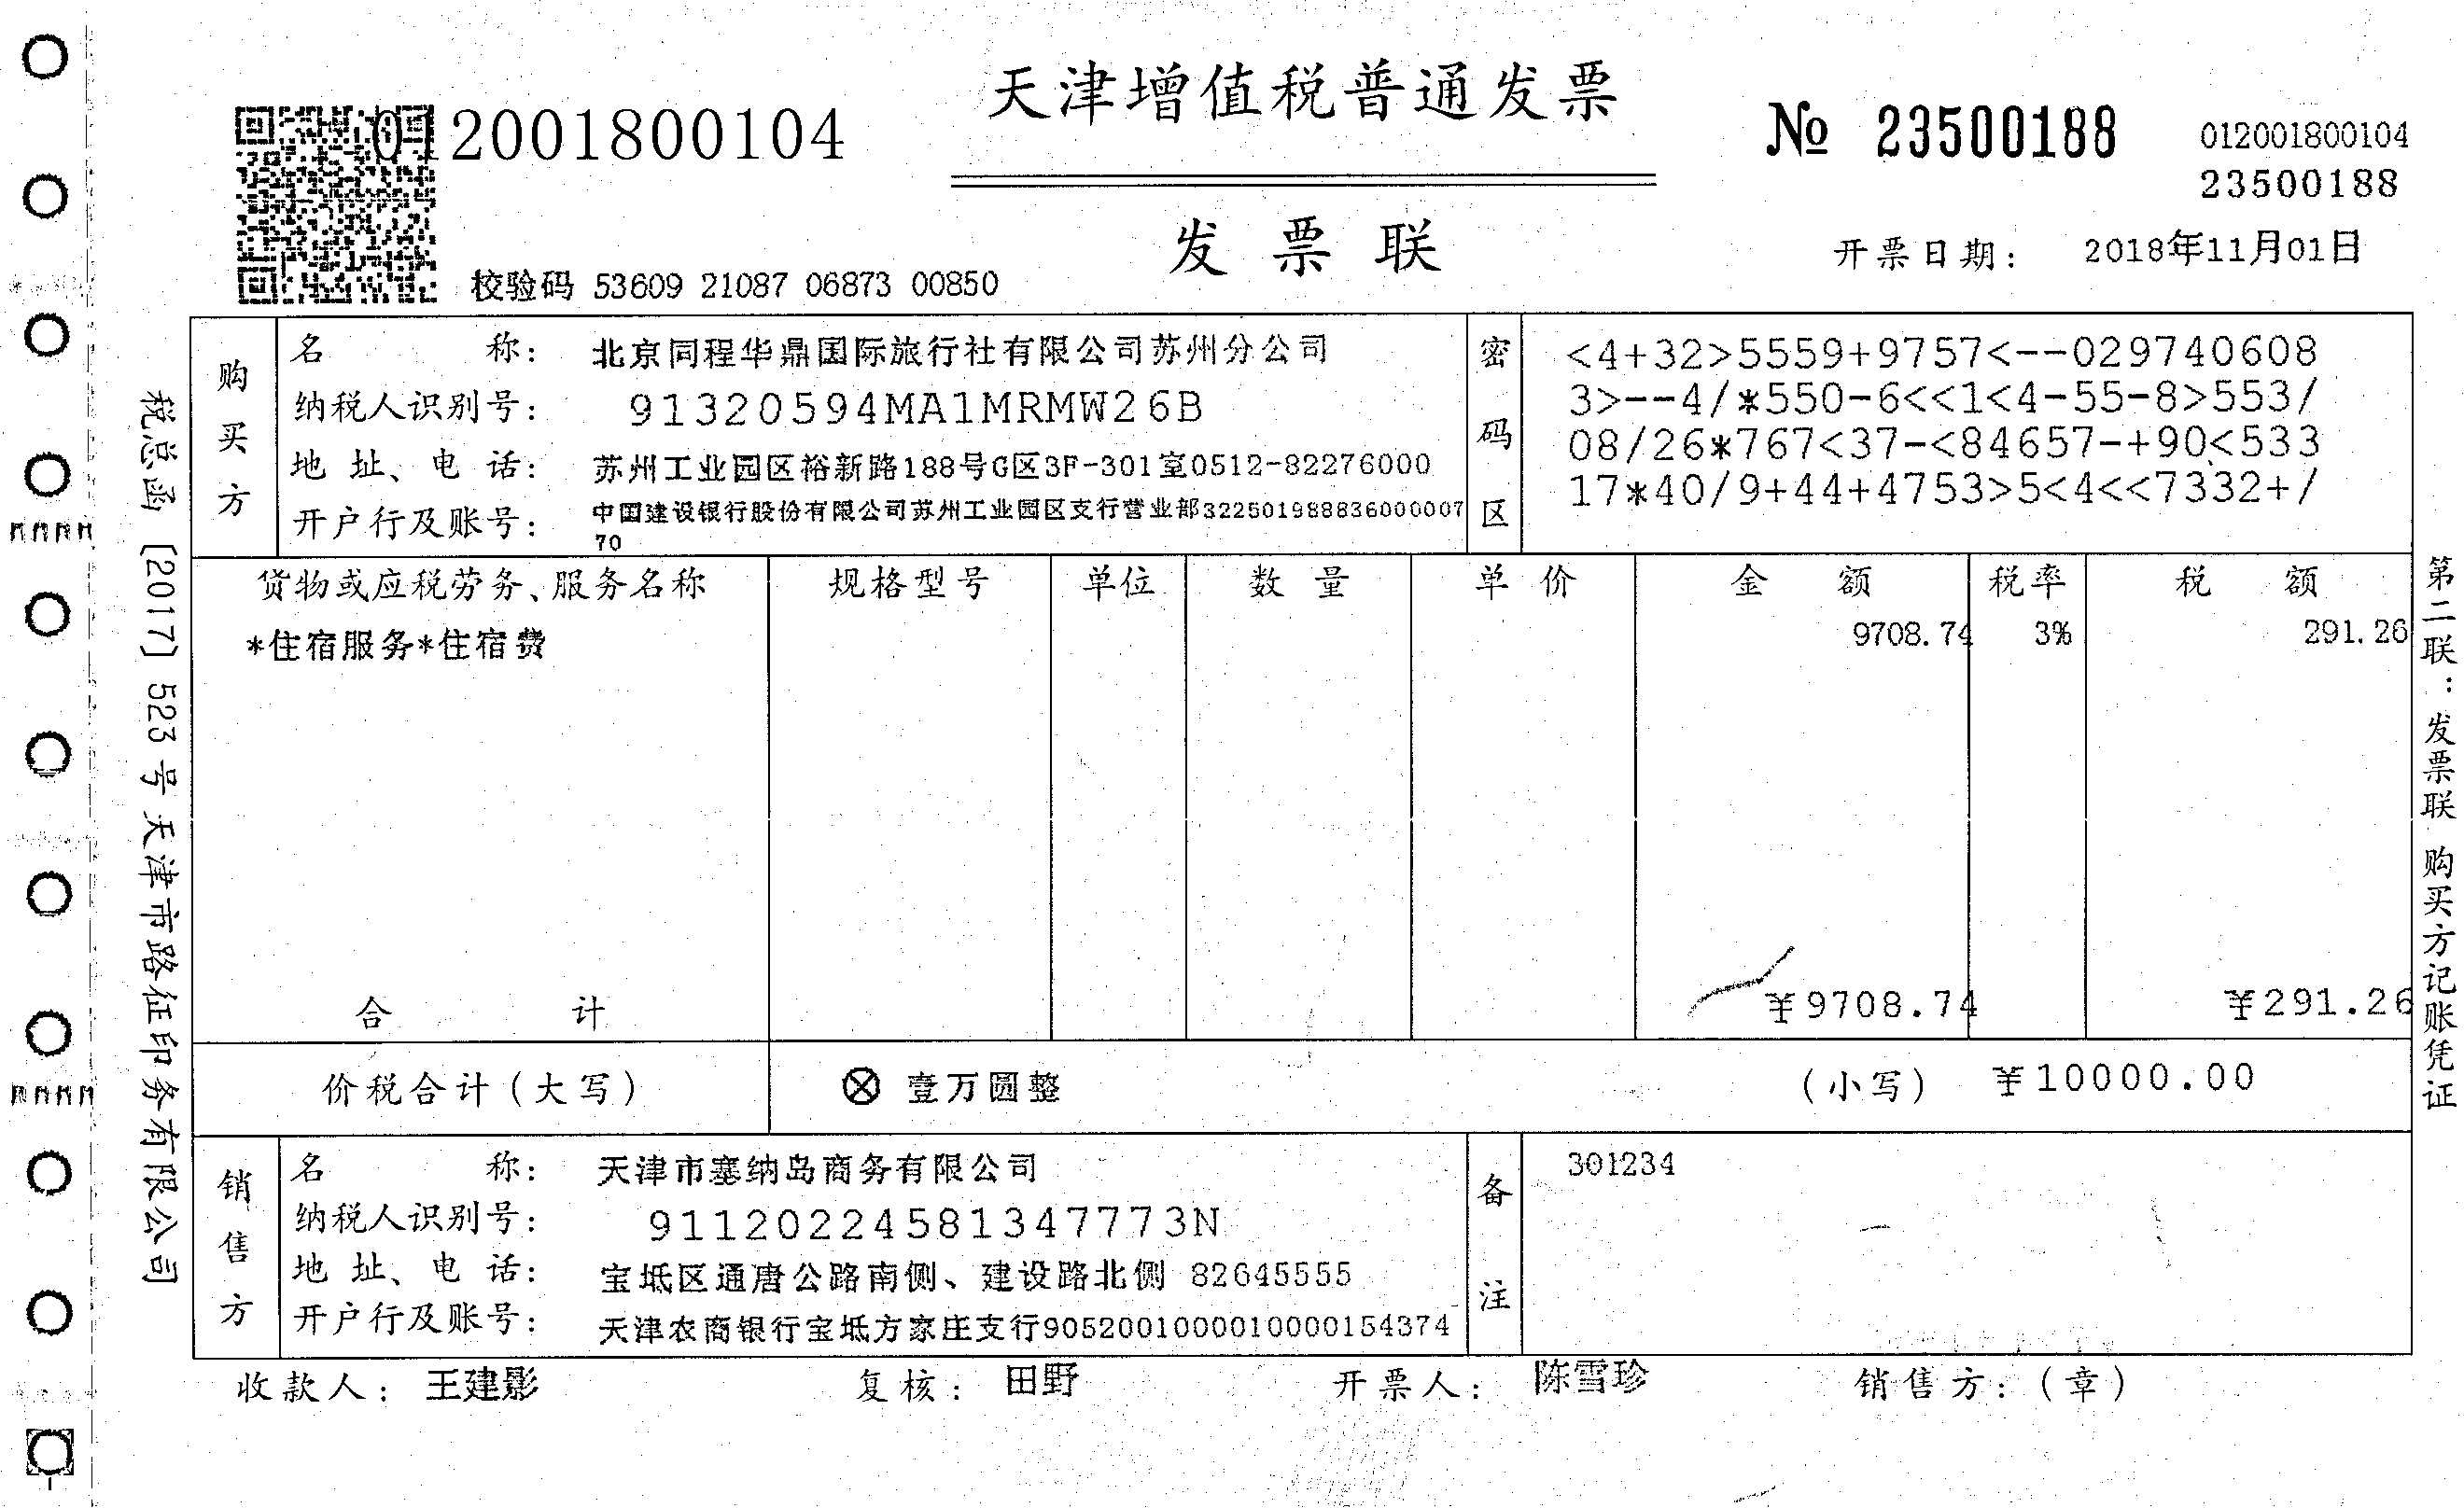 天津增值税普通发票
012001800104
№ 23500188
012001800104
23500188
发票联
校验码 53609 21087 06873 00850
开票日期: 2018年11月01日
购买方
名称: 北京同程华鼎国际旅行社有限公司苏州分公司
纳税人识别号: 91320594MA1MRMW26B
地址、电话: 苏州工业园区裕新路188号G区3F-301室0512-82276000
开户行及账号: 中国建设银行股份有限公司苏州工业园区支行营业部322501988836000007
70
密码区
<4+32>5559+9757<--029740608
3>--4/*550-6<<1<4-55-8>553/
08/26*767<37-<84657-+90<533
17*40/9+44+4753>5<4<<7332+/
货物或应税劳务、服务名称 规格型号 单位 数量 单价 金额 税率 税额
*住宿服务*住宿费 9708.74 3% 291.26
合计 ¥9708.74 ¥291.26
价税合计(大写) ⊗ 壹万圆整 (小写) ¥10000.00
销售方
名称: 天津市塞纳岛商务有限公司
纳税人识别号: 91120224581347773N
地址、电话: 宝坻区通唐公路南侧、建设路北侧 82645555
开户行及账号: 天津农商银行宝坻方家庄支行9052001000010000154374
备注
301234
收款人: 王建影 复核: 田野 开票人: 陈雪珍 销售方:(章)
税总函〔2017〕523号天津市路征印务有限公司
第二联:发票联 购买方记账凭证